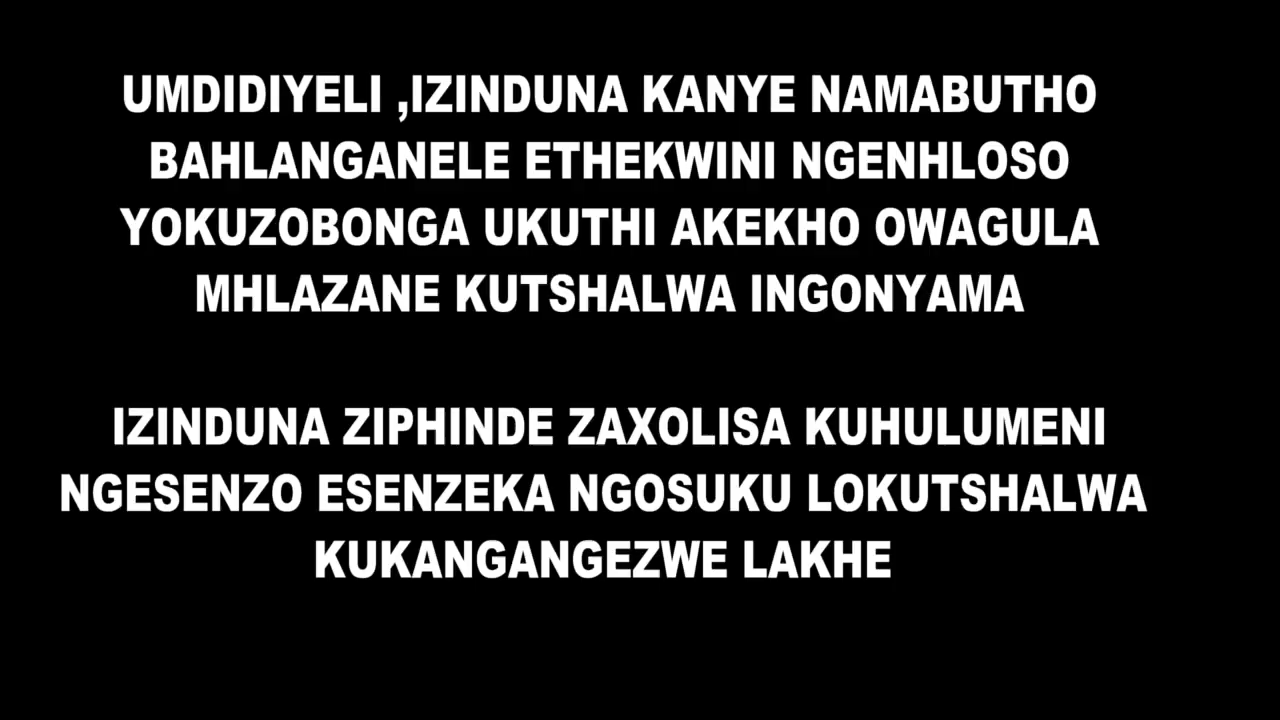 UMDIDIYELI ,IZINDUNA KANYE NAMABUTHO
BAHLANGANELE ETHEKWINI NGENHLOSO
YOKUZOBONGA UKUTHI AKEKHO OWAGULA
MHLAZANE KUTSHALWA INGONYAMA
IZINDUNA ZIPHINDE ZAXOLISA KUHULUMENI
NGESENZO ESENZEKA NGOSUKU LOKUTSHALWA
KUKANGANGEZWE LAKHE